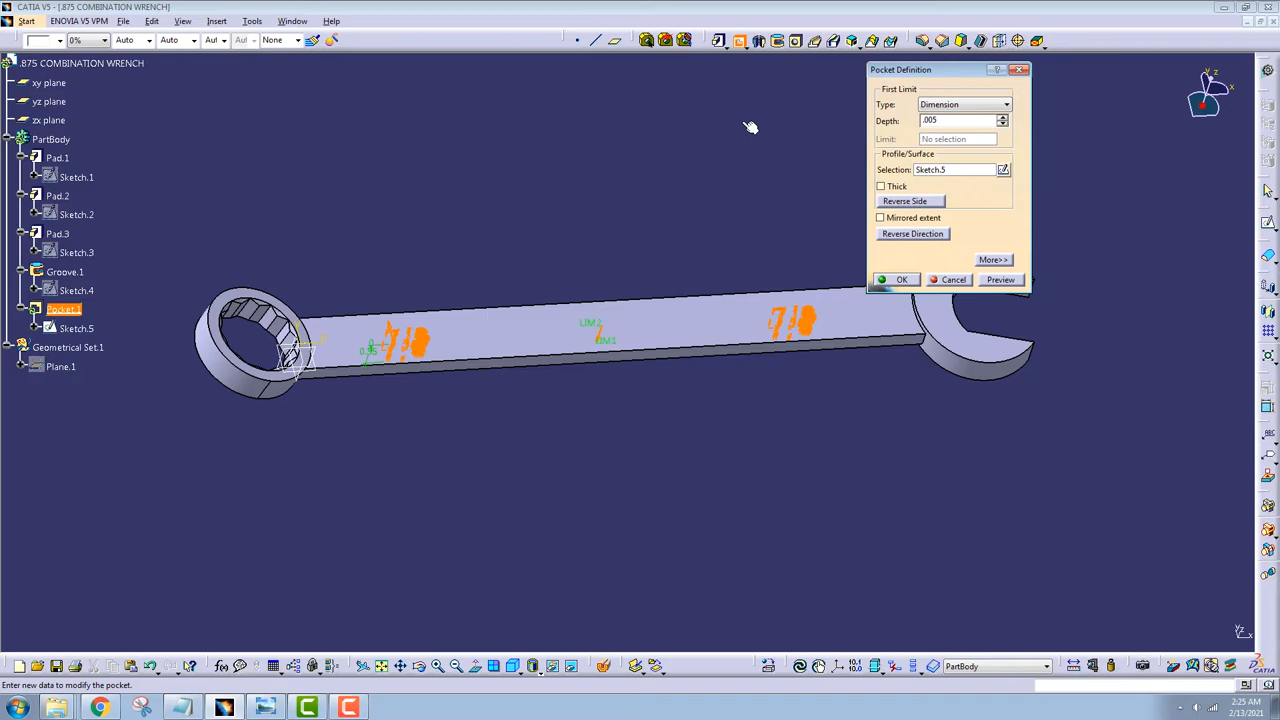 CATIA V5 - [.875 COMBINATION WRENCH]
Start ENOVIA V5 VPM File Edit View Insert Tools Window Help
0% Auto Auto Aut Aut None
.875 COMBINATION WRENCH
xy plane
yz plane
zx plane
PartBody
Pad.1
Sketch.1
Pad.2
Sketch.2
Pad.3
Sketch.3
Groove.1
Sketch.4
Pocket.1
Sketch.5
Geometrical Set.1
Plane.1
Pocket Definition
First Limit
Type: Dimension
Depth: .005
Limit: No selection
Profile/Surface
Selection: Sketch.5
Thick
Reverse Side
Mirrored extent
Reverse Direction
More>>
OK Cancel Preview
7/8
7/8
LIM2
LIM1
y z x
PartBody
Enter new data to modify the pocket.
2:25 AM
2/13/2021